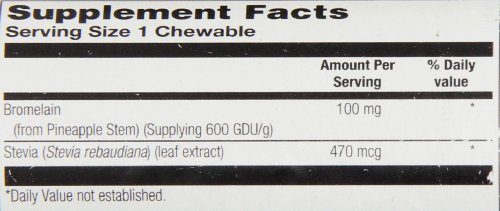 Supplement Facts
Serving Size 1 Chewable
Amount Per Serving % Daily value
Bromelain 100 mg *
(from Pineapple Stem) (Supplying 600 GDU/g)
Stevia (Stevia rebaudiana) (leaf extract) 470 mcg *
*Daily Value not established.